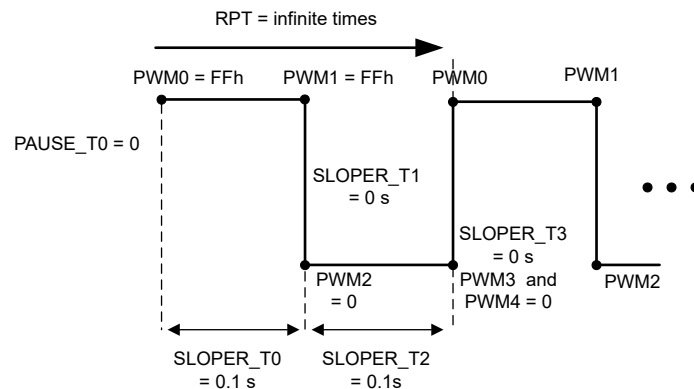 RPT = infinite times
PWM0 = FFh
PWM1 = FFh
PWM0
PWM1
PAUSE_T0 = 0
SLOPER_T1
= 0 s
SLOPER_T3
= 0 s
PWM2
= 0
PWM3 and
PWM4 = 0
PWM2
SLOPER_T0
= 0.1 s
SLOPER_T2
= 0.1s